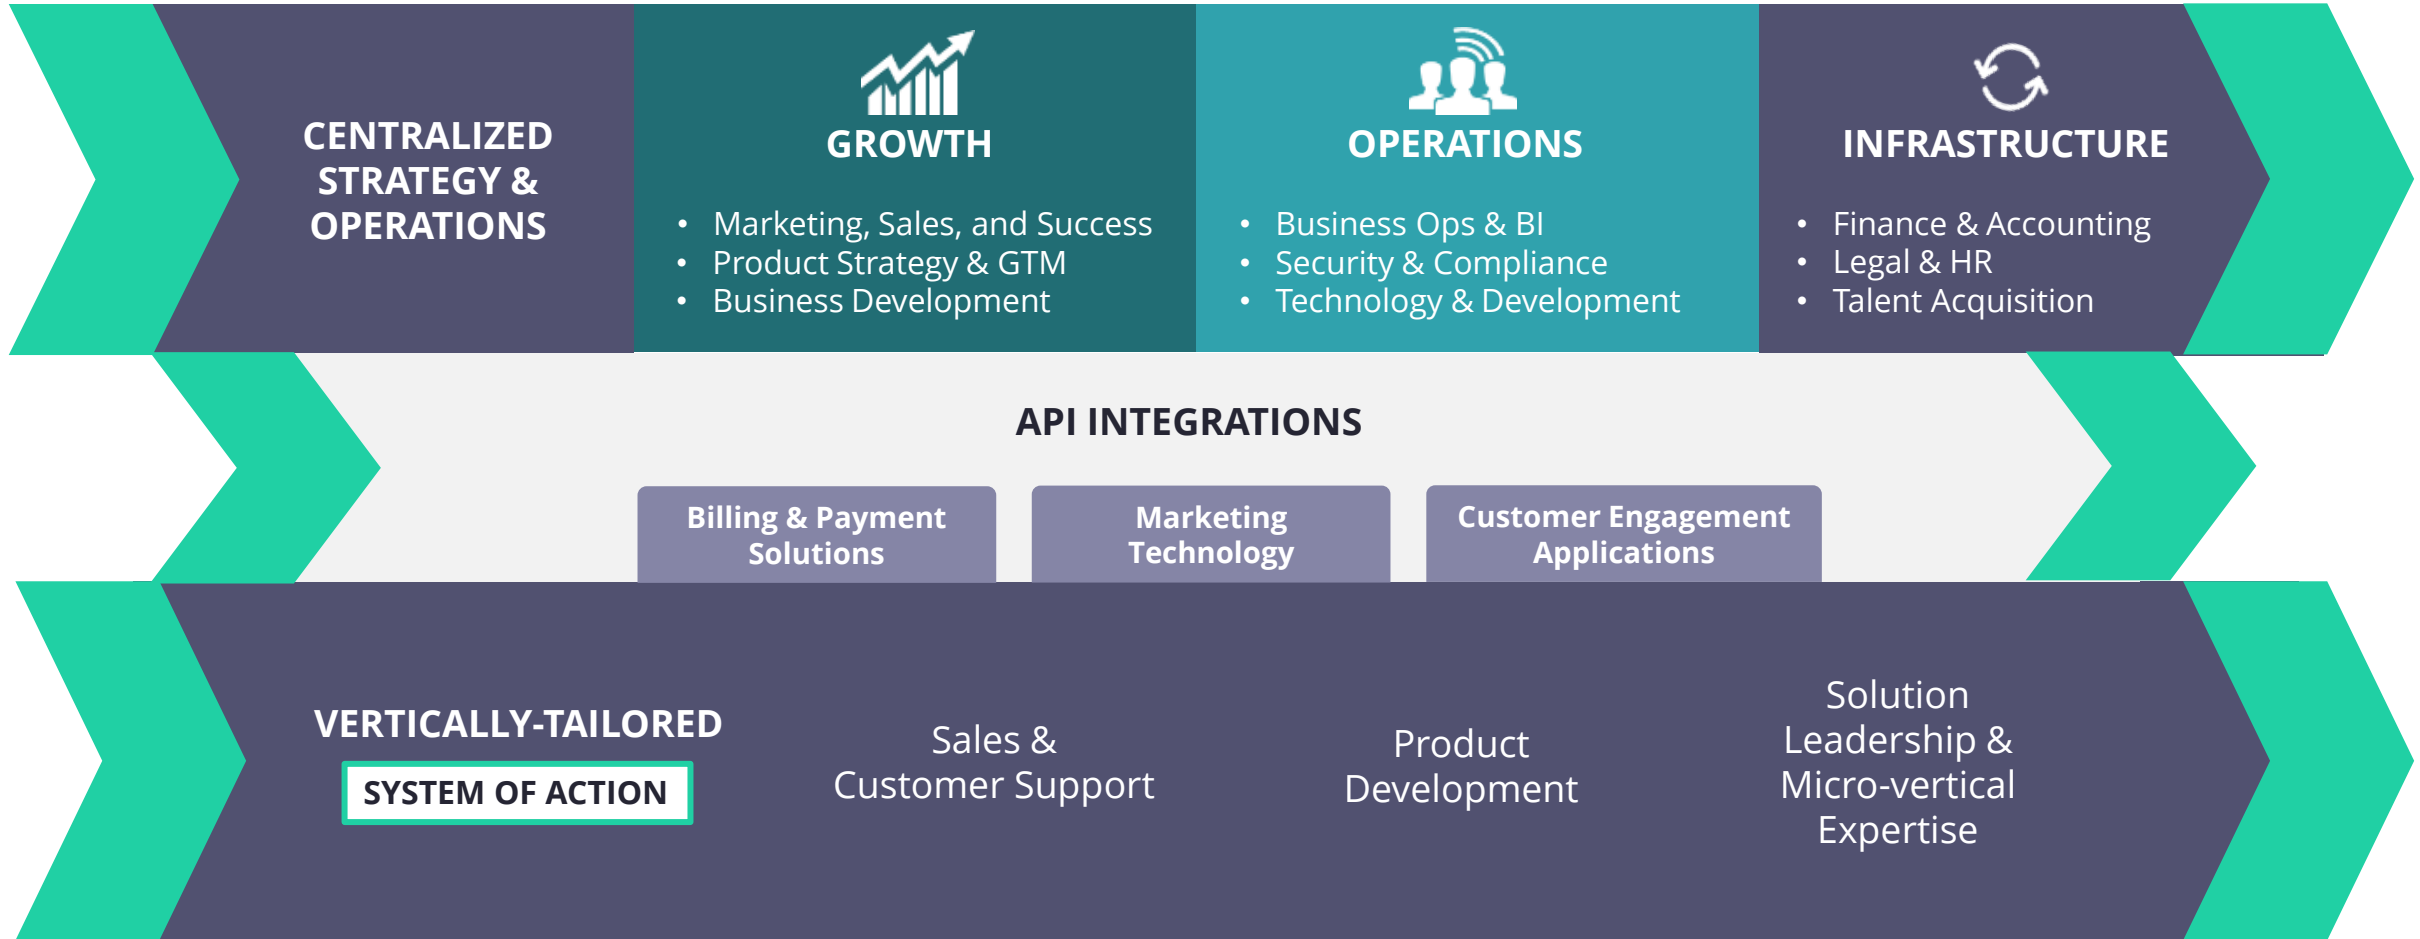 CENTRALIZED
STRATEGY &
OPERATIONS
GROWTH
• Marketing, Sales, and Success
• Product Strategy & GTM
• Business Development
OPERATIONS
• Business Ops & BI
• Security & Compliance
• Technology & Development
INFRASTRUCTURE
• Finance & Accounting
• Legal & HR
• Talent Acquisition
API INTEGRATIONS
Billing & Payment
Solutions
Marketing
Technology
Customer Engagement
Applications
VERTICALLY-TAILORED
SYSTEM OF ACTION
Sales &
Customer Support
Product
Development
Solution
Leadership &
Micro-vertical
Expertise